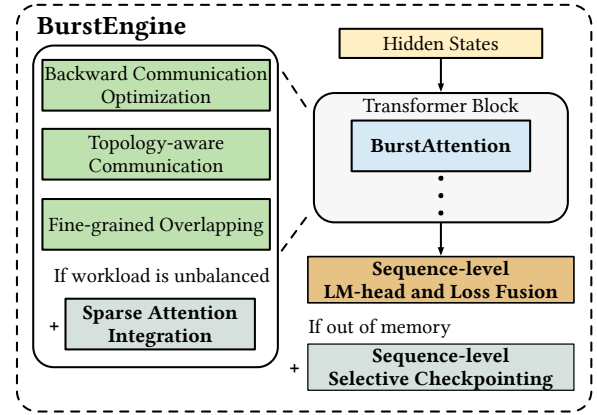 BurstEngine
Backward Communication
Optimization
Topology-aware
Communication
Fine-grained Overlapping
If workload is unbalanced
+ Sparse Attention
Integration
Hidden States
Transformer Block
BurstAttention
Sequence-level
LM-head and Loss Fusion
If out of memory
+ Sequence-level
Selective Checkpointing